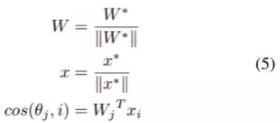 W = W* / ‖W*‖
x = x* / ‖x*‖ (5)
cos(θj, i) = Wj^T xi